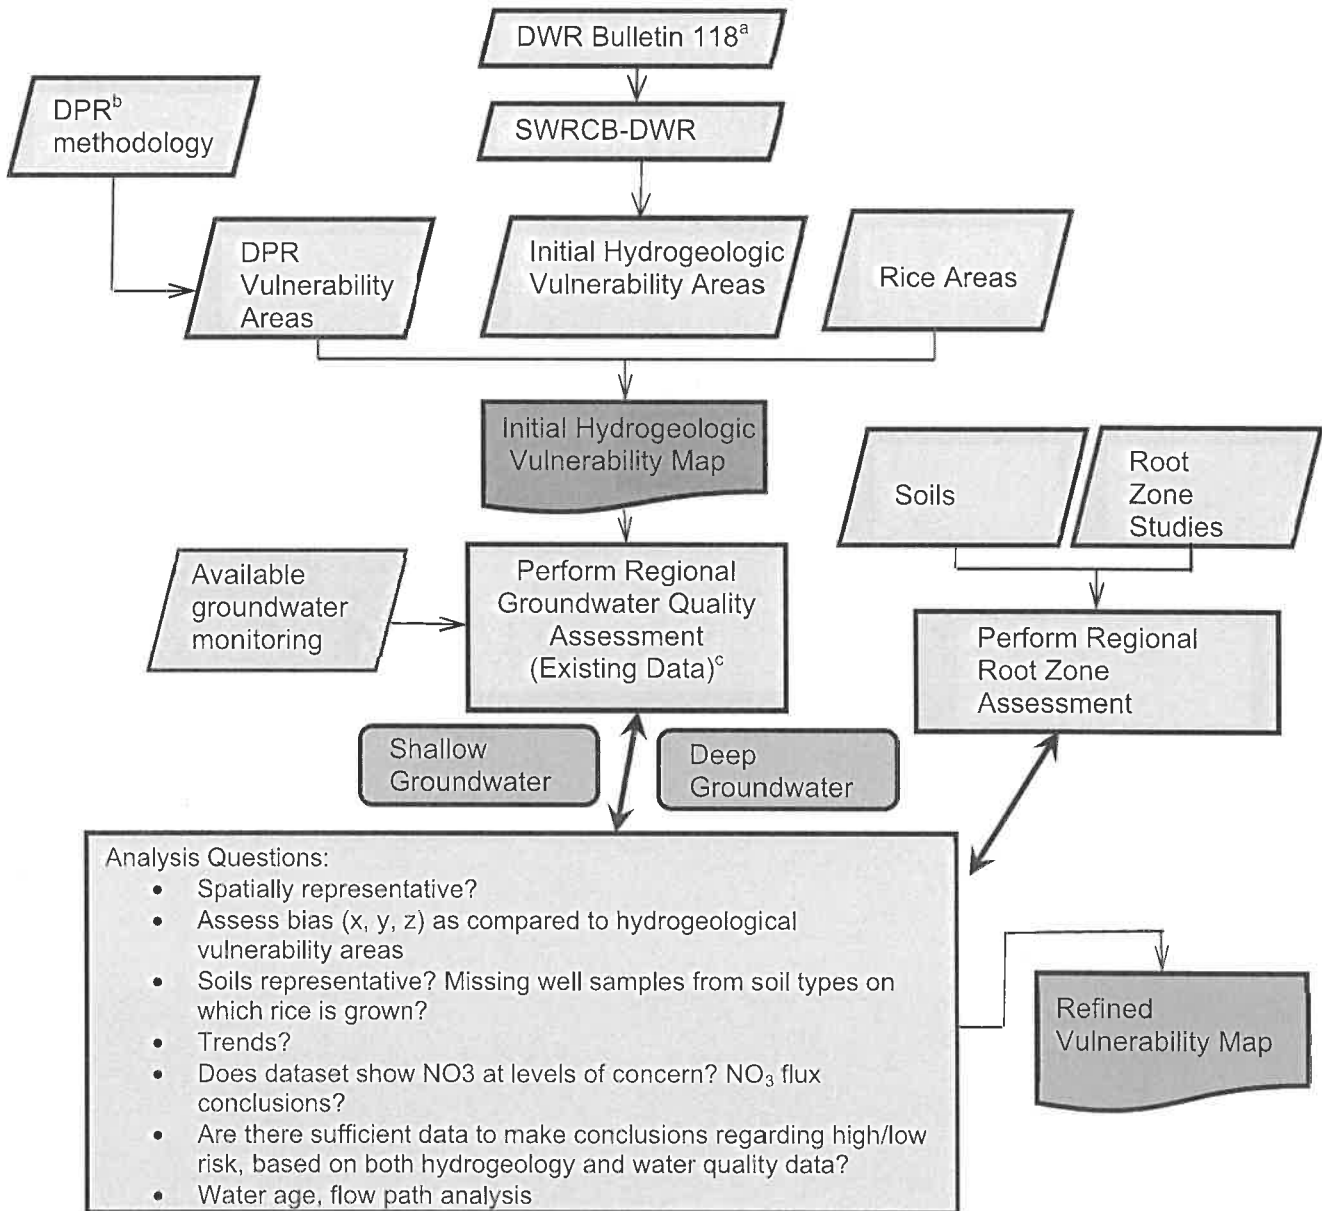 DWR Bulletin 118ᵃ
DPRᵇ
methodology
SWRCB-DWR
DPR
Vulnerability
Areas
Initial Hydrogeologic
Vulnerability Areas
Rice Areas
Initial Hydrogeologic
Vulnerability Map
Soils
Root
Zone
Studies
Available
groundwater
monitoring
Perform Regional
Groundwater Quality
Assessment
(Existing Data)ᶜ
Perform Regional
Root Zone
Assessment
Shallow
Groundwater
Deep
Groundwater
Analysis Questions:
• Spatially representative?
• Assess bias (x, y, z) as compared to hydrogeological
vulnerability areas
• Soils representative? Missing well samples from soil types on
which rice is grown?
• Trends?
• Does dataset show NO3 at levels of concern? NO₃ flux
conclusions?
• Are there sufficient data to make conclusions regarding high/low
risk, based on both hydrogeology and water quality data?
• Water age, flow path analysis
Refined
Vulnerability Map